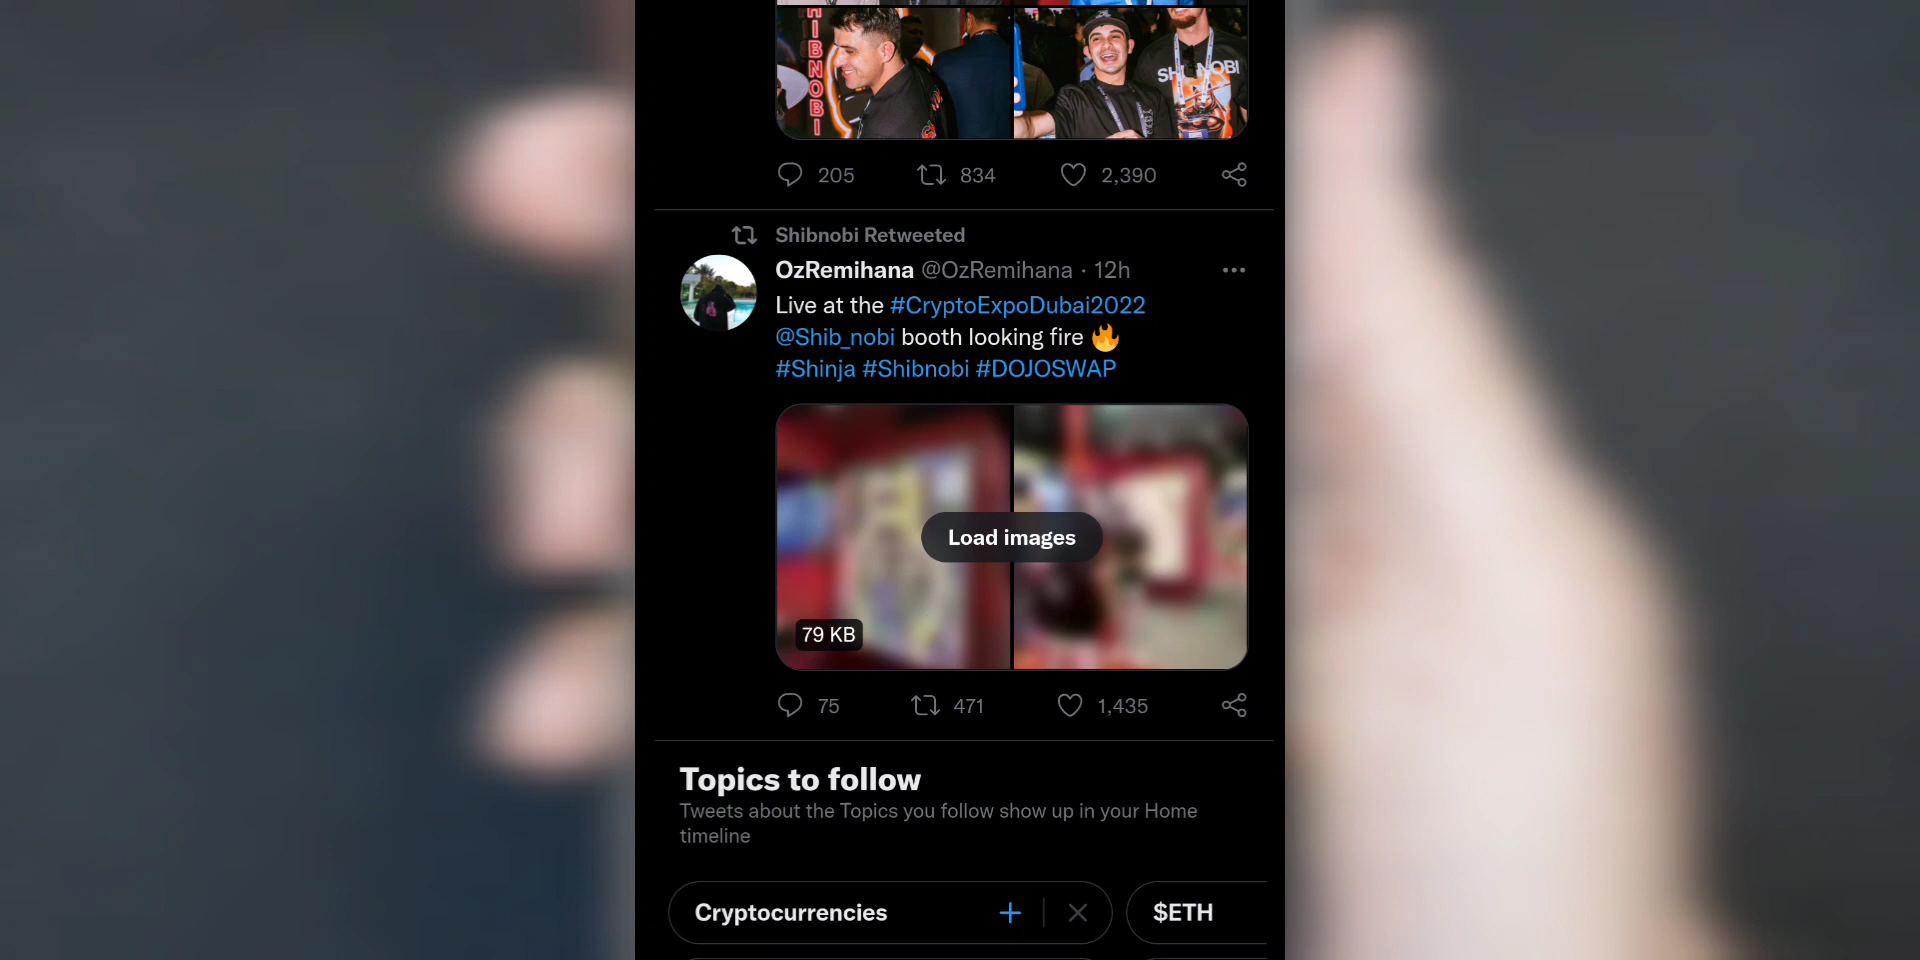 HIBNOBI
SHINOBI
205 834 2,390
Shibnobi Retweeted
OzRemihana @OzRemihana · 12h
Live at the #CryptoExpoDubai2022
@Shib_nobi booth looking fire 🔥
#Shinja #Shibnobi #DOJOSWAP
Load images
79 KB
75 471 1,435
Topics to follow
Tweets about the Topics you follow show up in your Home
timeline
Cryptocurrencies
$ETH